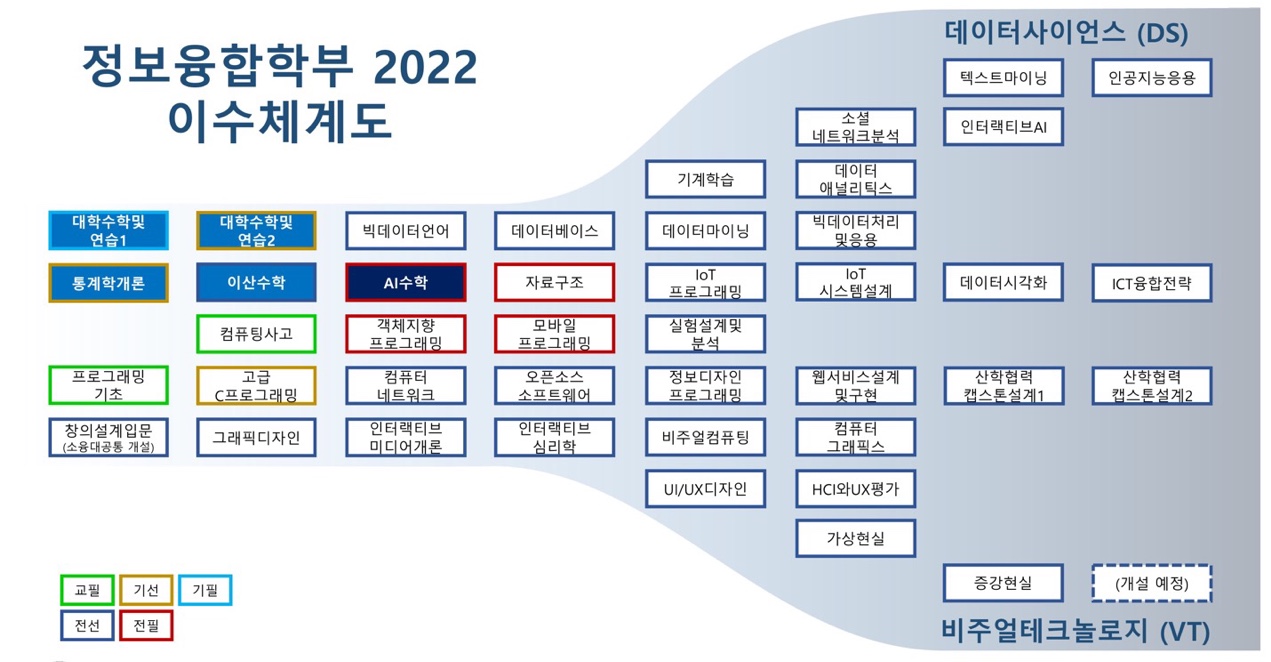 정보융합학부 2022
이수체계도
데이터사이언스 (DS)
텍스트마이닝
인공지능응용
소셜
네트워크분석
인터랙티브AI
기계학습
데이터
애널리틱스
대학수학및
연습1
대학수학및
연습2
빅데이터언어
데이터베이스
데이터마이닝
빅데이터처리
및응용
통계학개론
이산수학
AI수학
자료구조
IoT
프로그래밍
IoT
시스템설계
데이터시각화
ICT융합전략
컴퓨팅사고
객체지향
프로그래밍
모바일
프로그래밍
실험설계및
분석
프로그래밍
기초
고급
C프로그래밍
컴퓨터
네트워크
오픈소스
소프트웨어
정보디자인
프로그래밍
웹서비스설계
및구현
산학협력
캡스톤설계1
산학협력
캡스톤설계2
창의설계입문
(소융대공통 개설)
그래픽디자인
인터랙티브
미디어개론
인터랙티브
심리학
비주얼컴퓨팅
컴퓨터
그래픽스
UI/UX디자인
HCI와UX평가
가상현실
증강현실
(개설 예정)
교필
기선
기필
전선
전필
비주얼테크놀로지 (VT)